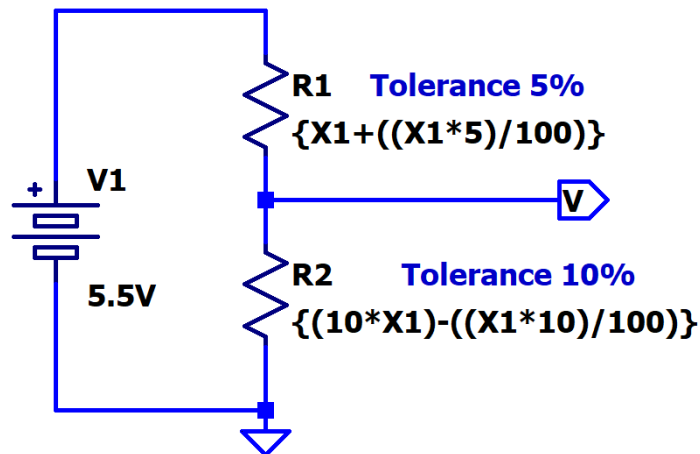 R1 Tolerance 5%
{X1+((X1*5)/100)}
V1
+
V
5.5V
R2 Tolerance 10%
{((10*X1)-((X1*10)/100)}